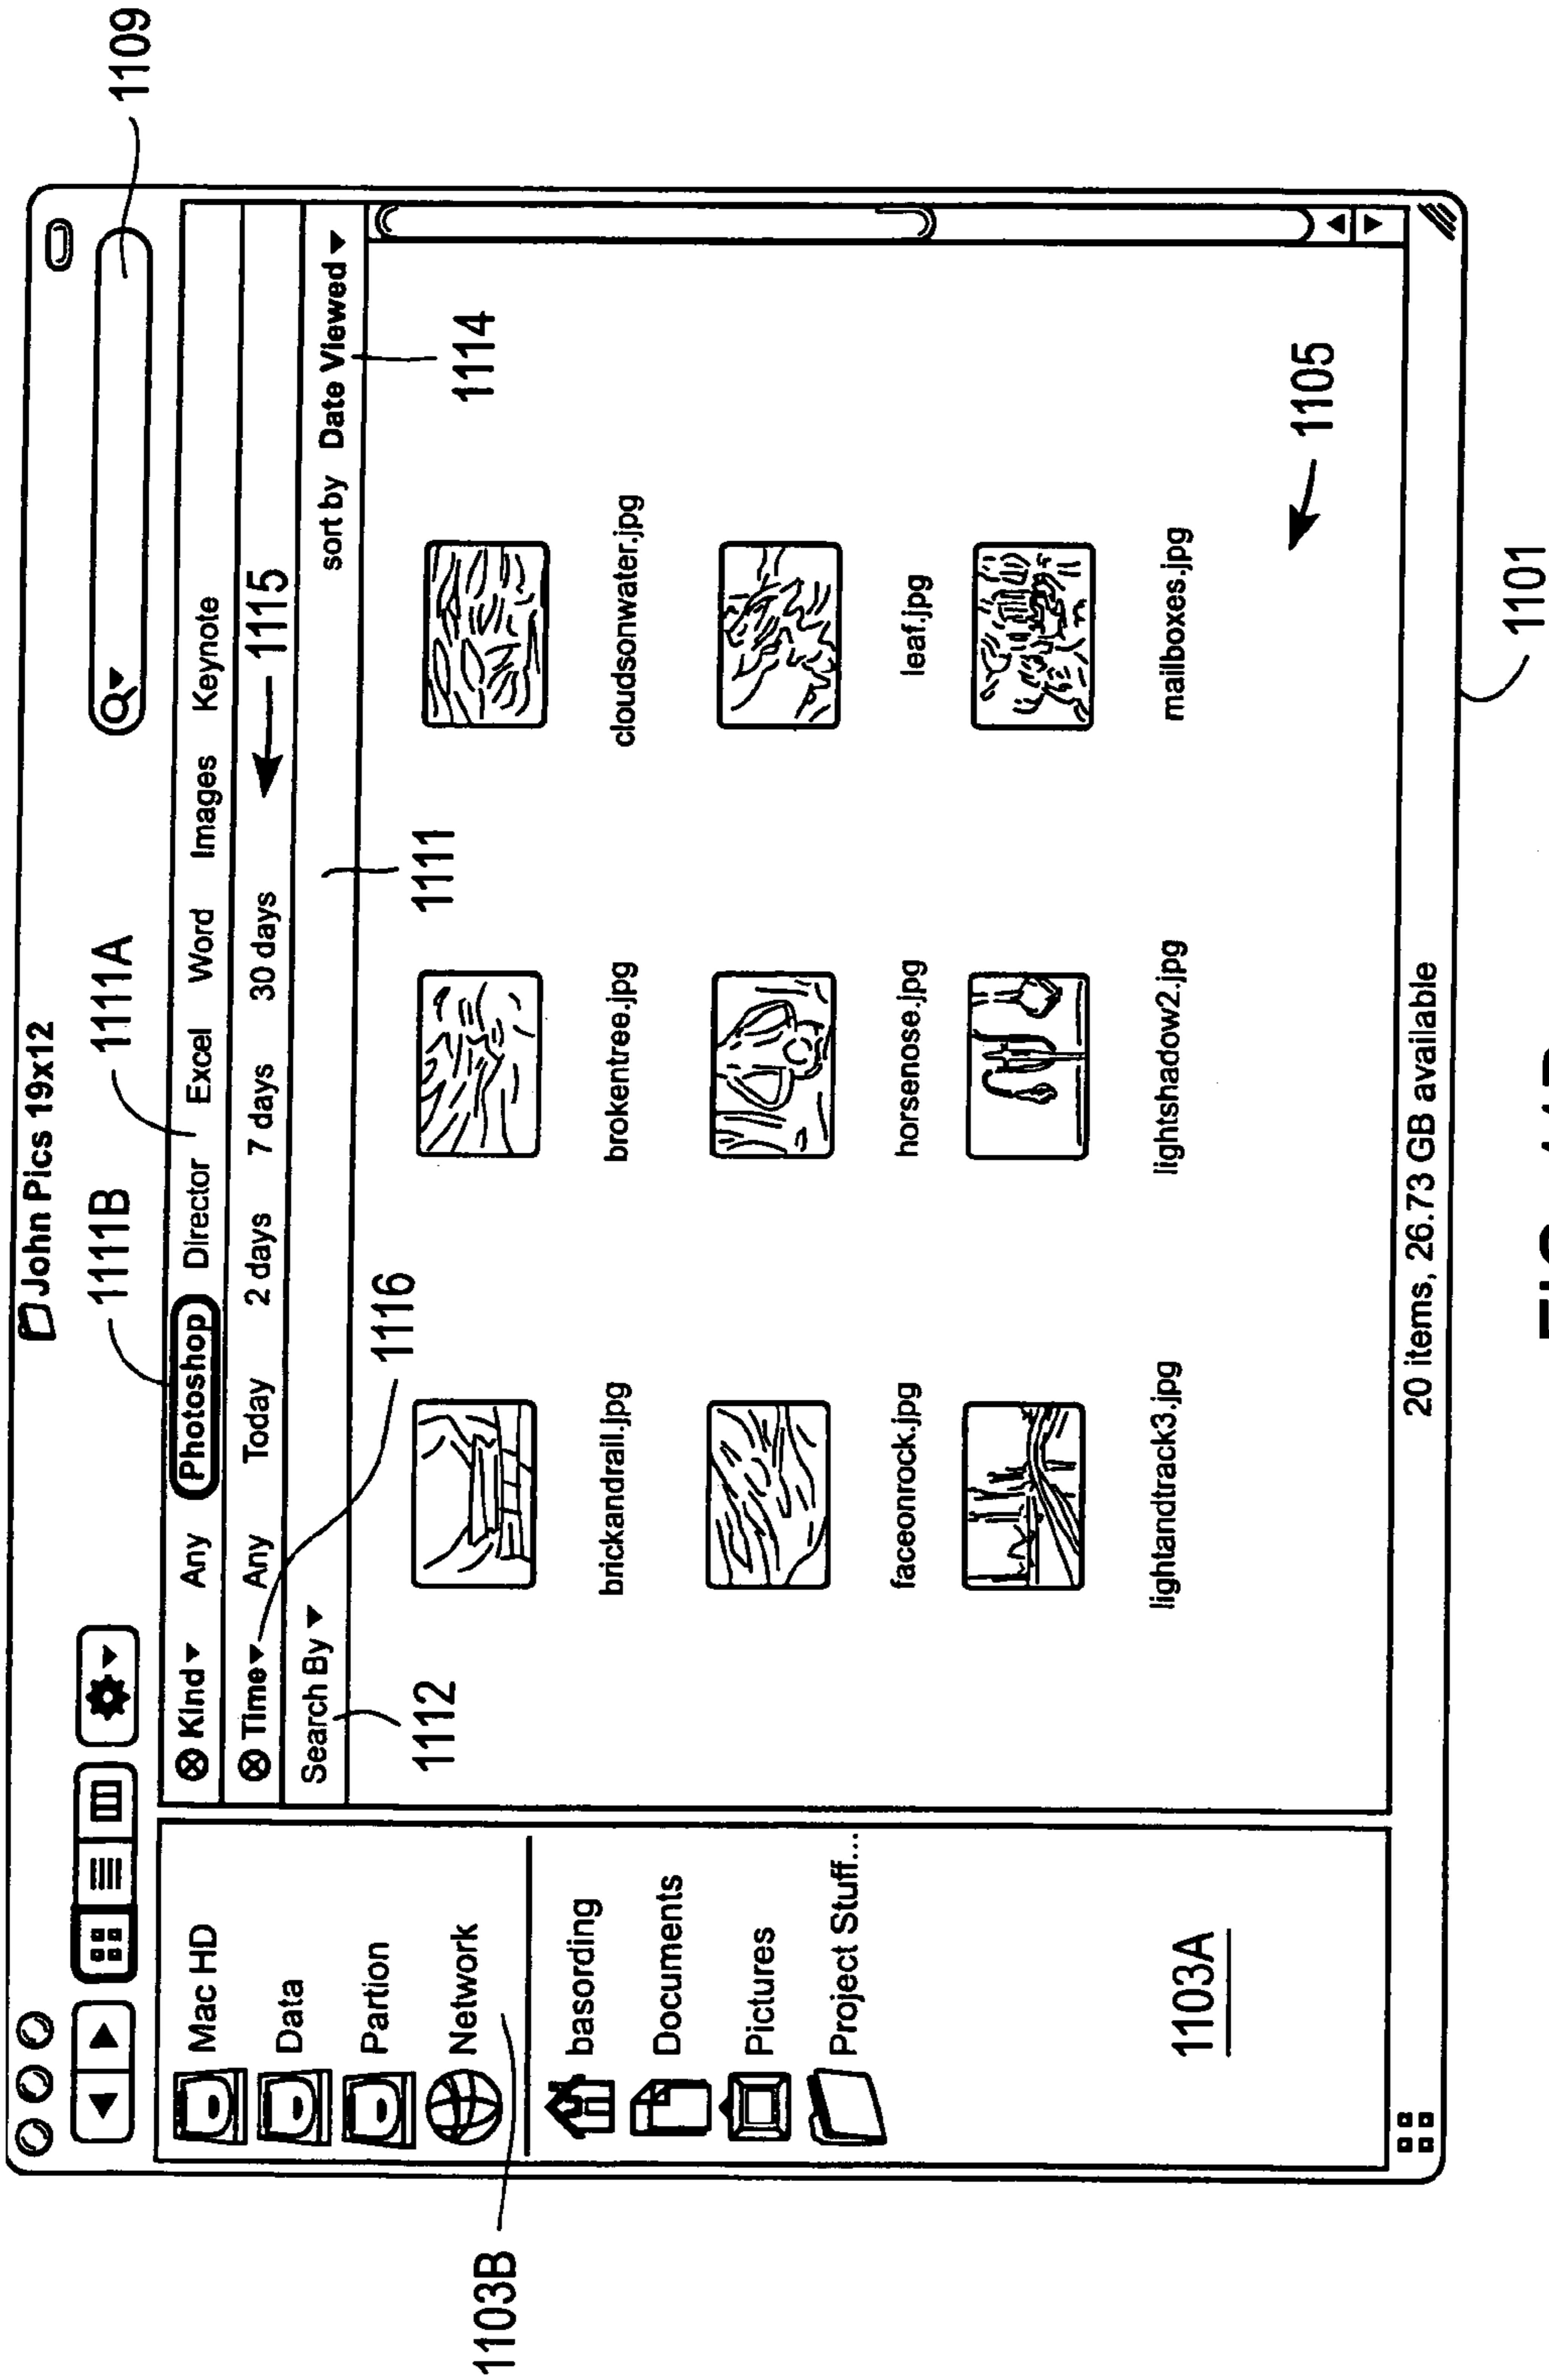 John Pics 19x12
1109
1111B
1111A
Kind Any Photoshop Director Excel Word Images Keynote
Time Any Today 2 days 7 days 30 days
1115
Search By
sort by Date Viewed
1116
1112
1111
1114
Mac HD
Data
Partion
Network
1103B
basording
Documents
Pictures
Project Stuff...
1103A
brickandrail.jpg
brokentree.jpg
cloudsonwater.jpg
faceonrock.jpg
horsenose.jpg
leaf.jpg
lightandtrack3.jpg
lightshadow2.jpg
mailboxes.jpg
1105
20 items, 26.73 GB available
1101